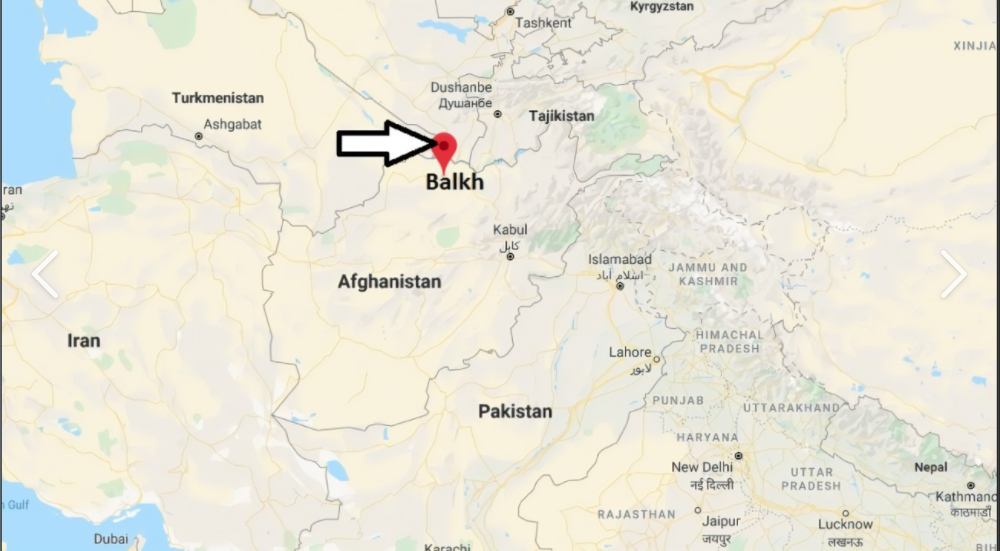 Kyrgyzstan
Tashkent
XINJIA
Dushanbe
Душанбе
Turkmenistan
Tajikistan
Ashgabat
Balkh
ran
Kabul
کابل
Islamabad
اسلام آباد
JAMMU AND
KASHMIR
Afghanistan
Iran
HIMACHAL
PRADESH
Lahore
لاہور
PUNJAB
UTTARAKHAND
Pakistan
HARYANA
New Delhi
नई दिल्ली
UTTAR
PRADESH
Nepal
Kathmand
काठमाडौं
Gulf
RAJASTHAN
Jaipur
जयपुर
Lucknow
लखनऊ
Dubai
Karachi
BIH